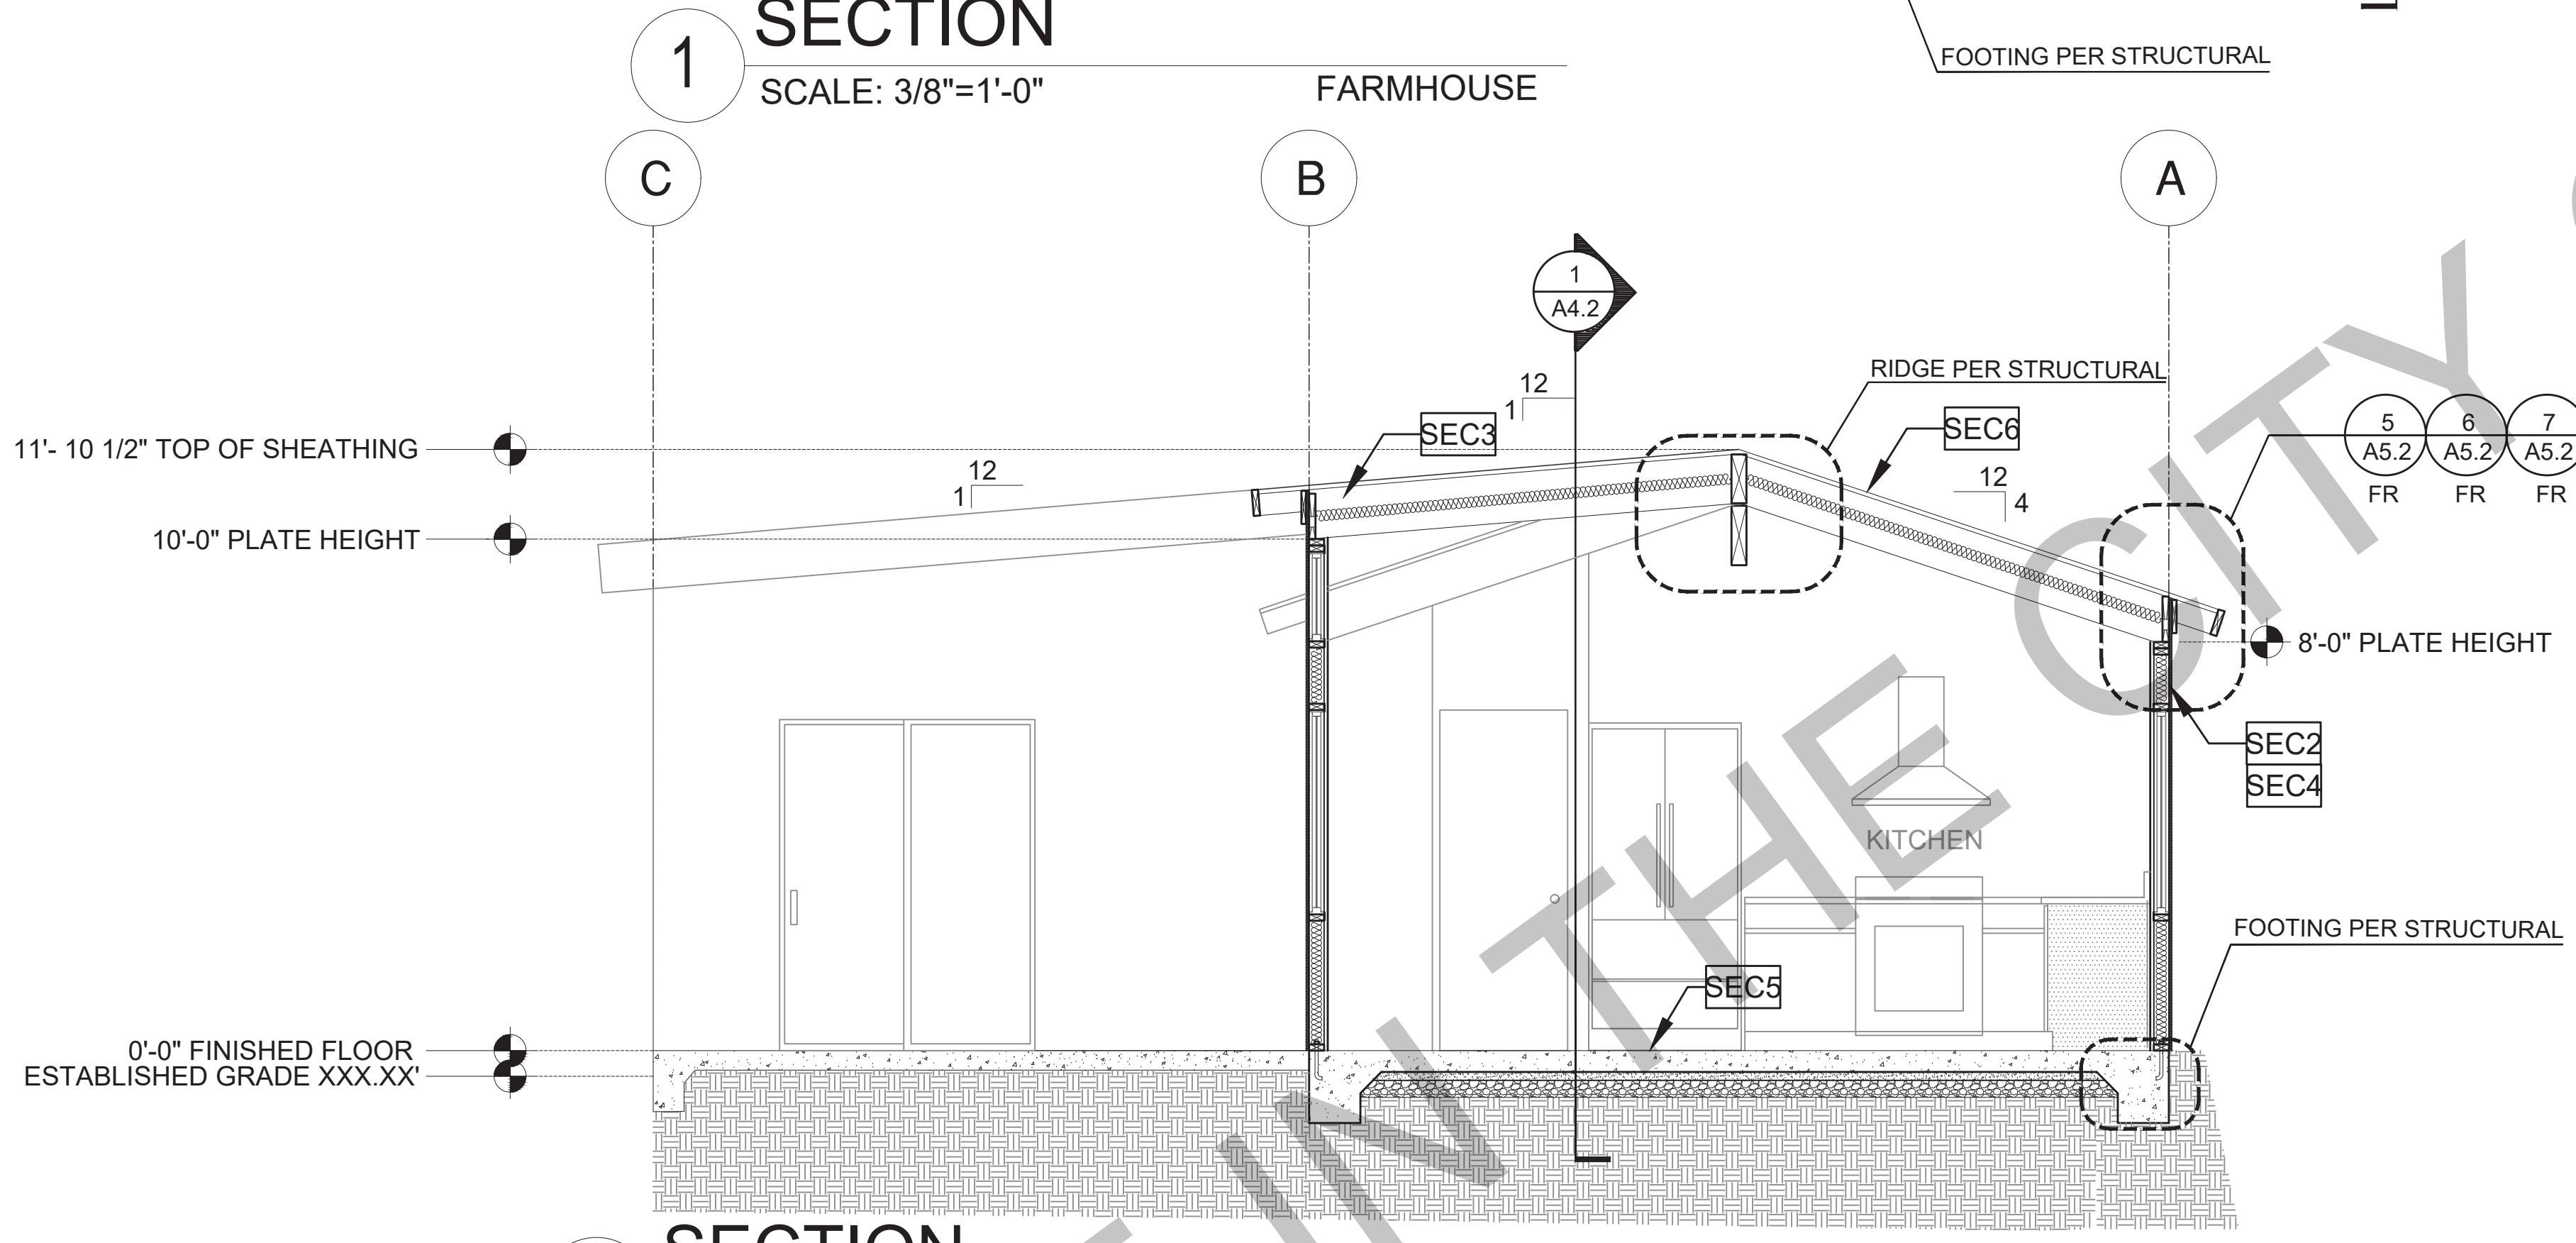 SECTION
1
SCALE: 3/8"=1'-0"
FARMHOUSE
FOOTING PER STRUCTURAL
C
B
A
1
A4.2
RIDGE PER STRUCTURAL
12
1
SEC3
SEC6
5
A5.2
FR
6
A5.2
FR
7
A5.2
FR
11'- 10 1/2" TOP OF SHEATHING
12
1
12
4
10'-0" PLATE HEIGHT
8'-0" PLATE HEIGHT
SEC2
SEC4
KITCHEN
FOOTING PER STRUCTURAL
SEC5
0'-0" FINISHED FLOOR
ESTABLISHED GRADE XXX.XX'
SECTION
IN THE CITY